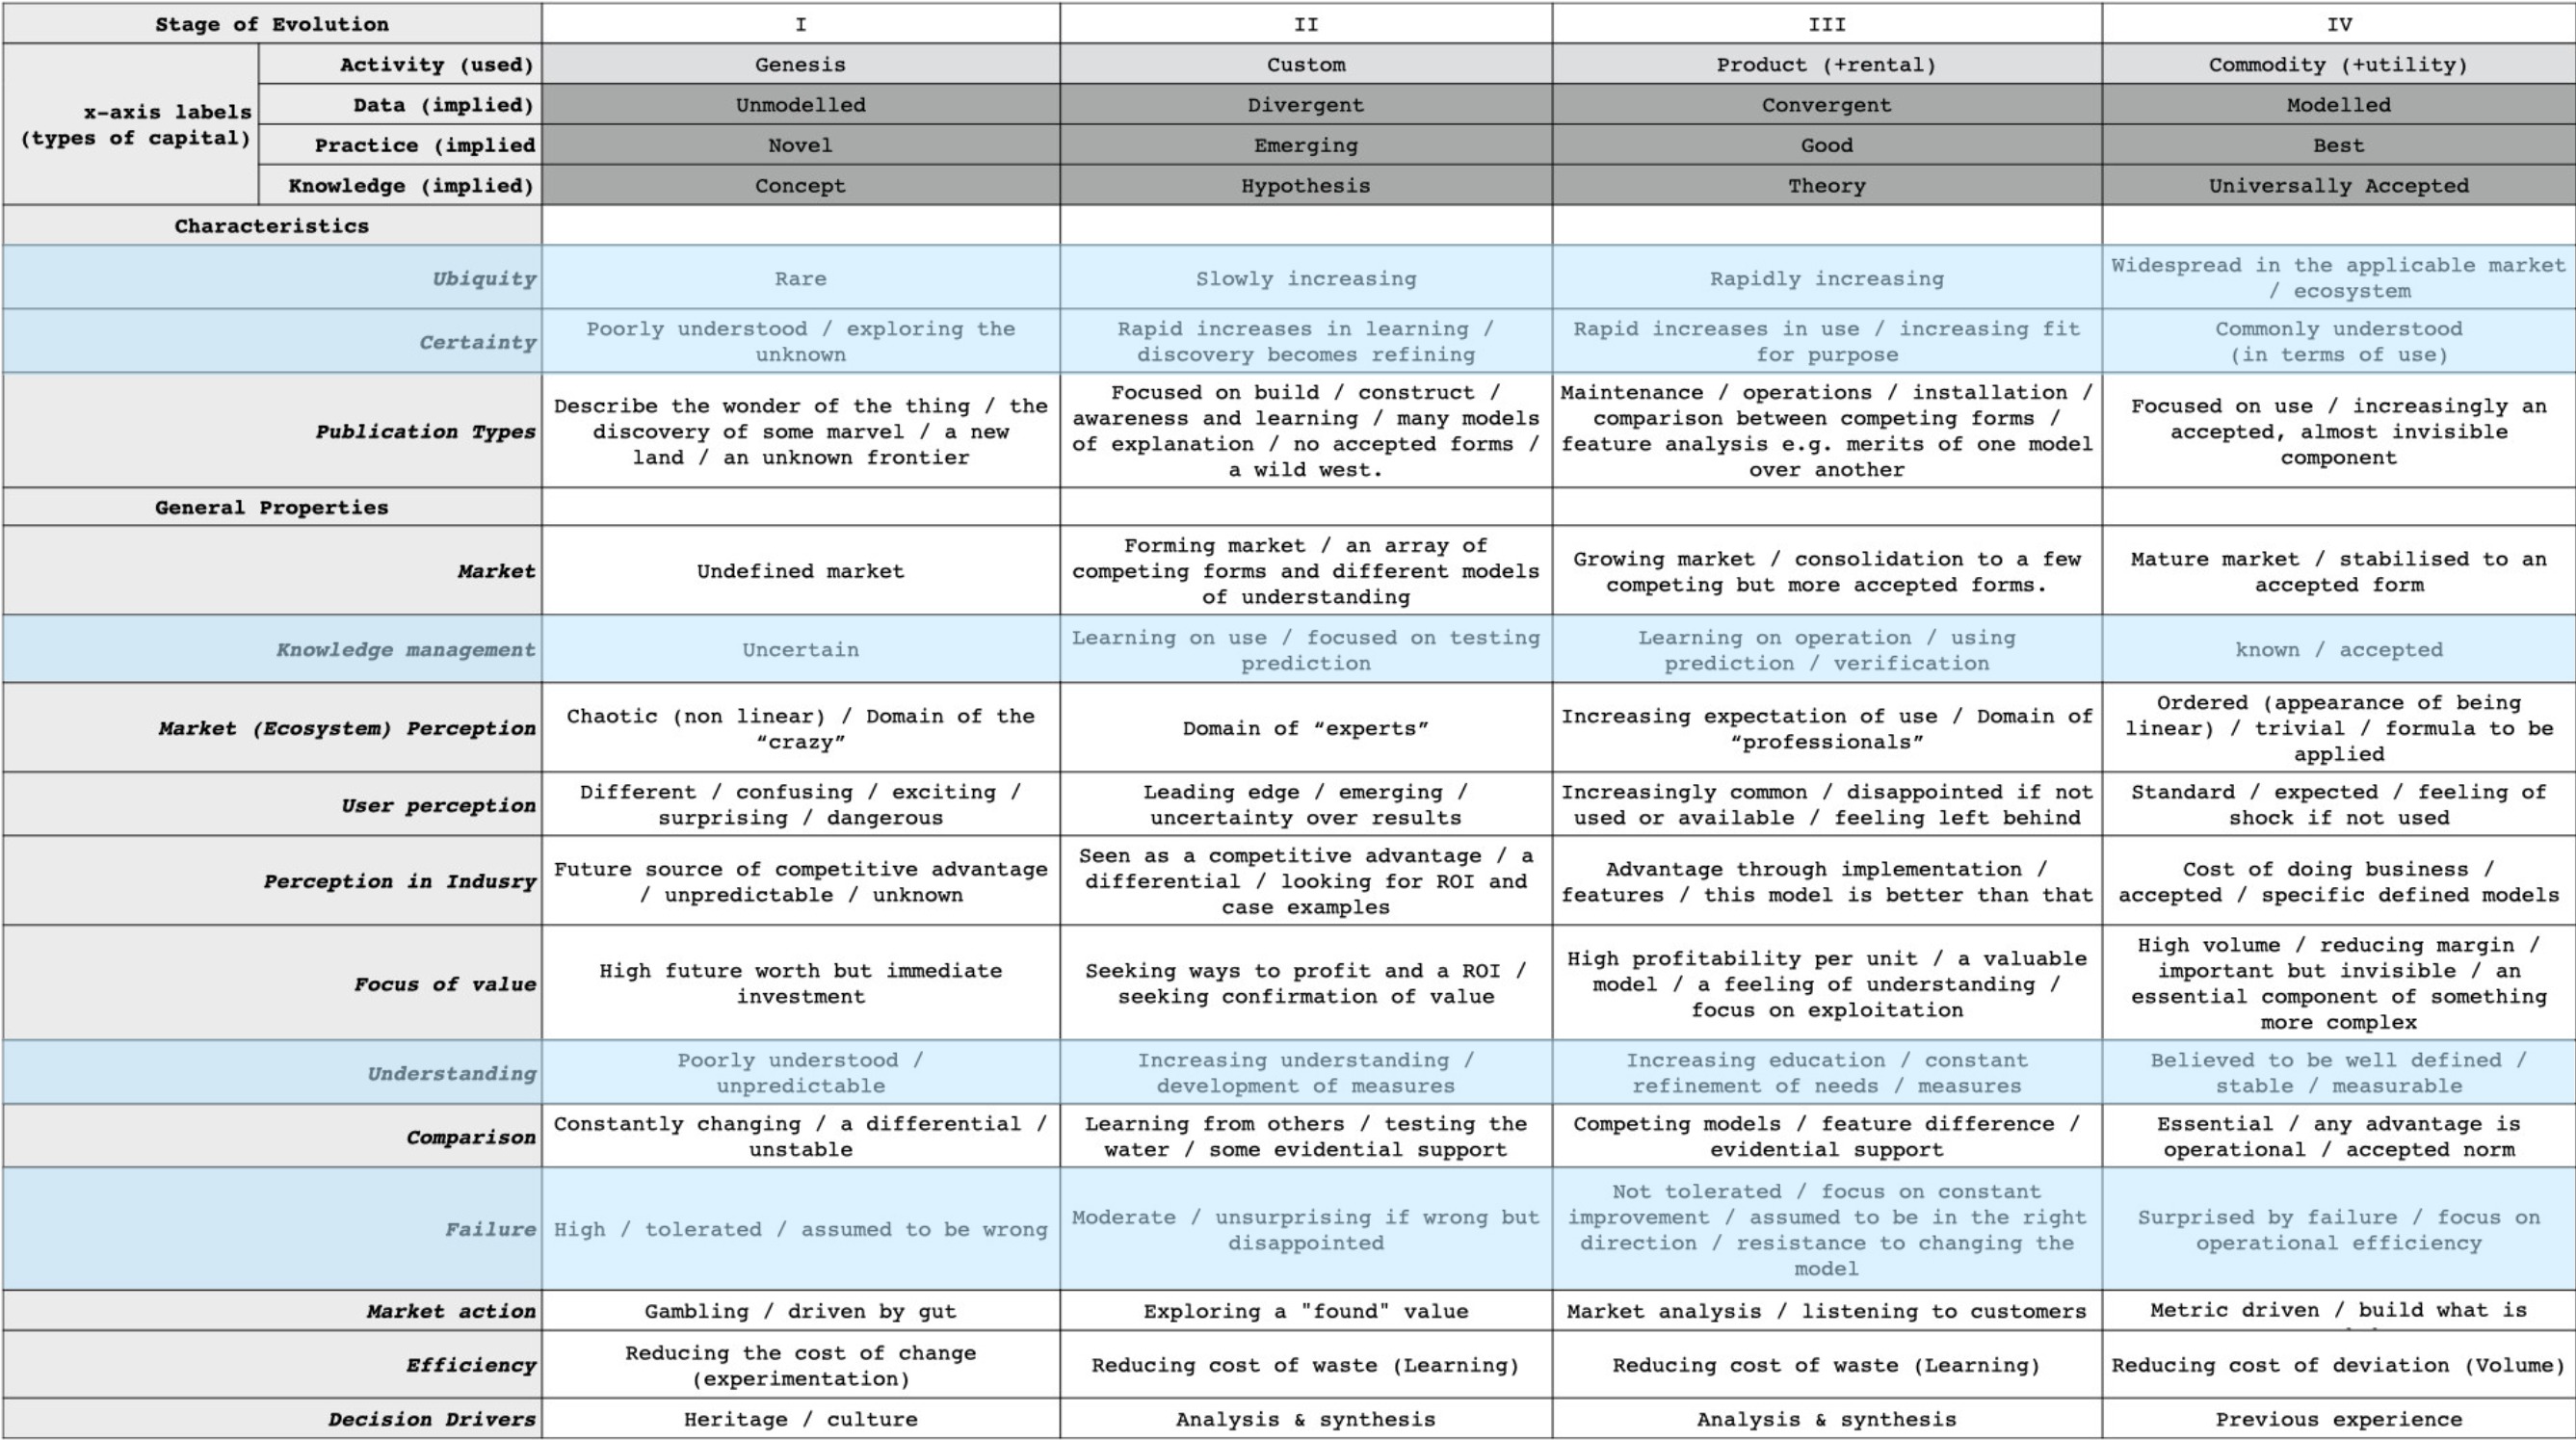 Stage of Evolution I II III IV
x-axis labels
(types of capital)
Activity (used) Genesis Custom Product (+rental) Commodity (+utility)
Data (implied) Unmodelled Divergent Convergent Modelled
Practice (implied Novel Emerging Good Best
Knowledge (implied) Concept Hypothesis Theory Universally Accepted
Characteristics
Ubiquity
Rare
Slowly increasing
Rapidly increasing
Widespread in the applicable market
/ ecosystem
Certainty
Poorly understood / exploring the
unknown
Rapid increases in learning /
discovery becomes refining
Rapid increases in use / increasing fit
for purpose
Commonly understood
(in terms of use)
Publication Types
Describe the wonder of the thing / the
discovery of some marvel / a new
land / an unknown frontier
Focused on build / construct /
awareness and learning / many models
of explanation / no accepted forms /
a wild west.
Maintenance / operations / installation /
comparison between competing forms /
feature analysis e.g. merits of one model
over another
Focused on use / increasingly an
accepted, almost invisible
component
General Properties
Market
Undefined market
Forming market / an array of
competing forms and different models
of understanding
Growing market / consolidation to a few
competing but more accepted forms.
Mature market / stabilised to an
accepted form
Knowledge management
Uncertain
Learning on use / focused on testing
prediction
Learning on operation / using
prediction / verification
known / accepted
Market (Ecosystem) Perception
Chaotic (non linear) / Domain of the
“crazy”
Domain of “experts”
Increasing expectation of use / Domain of
“professionals”
Ordered (appearance of being
linear) / trivial / formula to be
applied
User perception
Different / confusing / exciting /
surprising / dangerous
Leading edge / emerging /
uncertainty over results
Increasingly common / disappointed if not
used or available / feeling left behind
Standard / expected / feeling of
shock if not used
Perception in Indusry
Future source of competitive advantage
/ unpredictable / unknown
Seen as a competitive advantage / a
differential / looking for ROI and
case examples
Advantage through implementation /
features / this model is better than that
Cost of doing business /
accepted / specific defined models
Focus of value
High future worth but immediate
investment
Seeking ways to profit and a ROI /
seeking confirmation of value
High profitability per unit / a valuable
model / a feeling of understanding /
focus on exploitation
High volume / reducing margin /
important but invisible / an
essential component of something
more complex
Understanding
Poorly understood /
unpredictable
Increasing understanding /
development of measures
Increasing education / constant
refinement of needs / measures
Believed to be well defined /
stable / measurable
Comparison
Constantly changing / a differential /
unstable
Learning from others / testing the
water / some evidential support
Competing models / feature difference /
evidential support
Essential / any advantage is
operational / accepted norm
Failure
High / tolerated / assumed to be wrong
Moderate / unsurprising if wrong but
disappointed
Not tolerated / focus on constant
improvement / assumed to be in the right
direction / resistance to changing the
model
Surprised by failure / focus on
operational efficiency
Market action
Gambling / driven by gut
Exploring a "found" value
Market analysis / listening to customers
Metric driven / build what is
Efficiency
Reducing the cost of change
(experimentation)
Reducing cost of waste (Learning)
Reducing cost of waste (Learning)
Reducing cost of deviation (Volume)
Decision Drivers
Heritage / culture
Analysis & synthesis
Analysis & synthesis
Previous experience